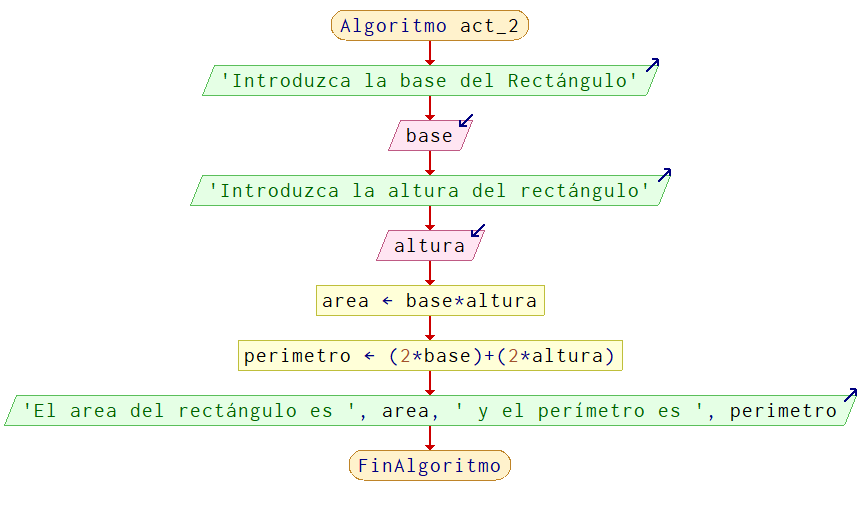 Algoritmo act_2
'Introduzca la base del Rectángulo'
base
'Introduzca la altura del rectángulo'
altura
area ← base*altura
perimetro ← (2*base)+(2*altura)
'El area del rectángulo es ', area, ' y el perímetro es ', perimetro
FinAlgoritmo